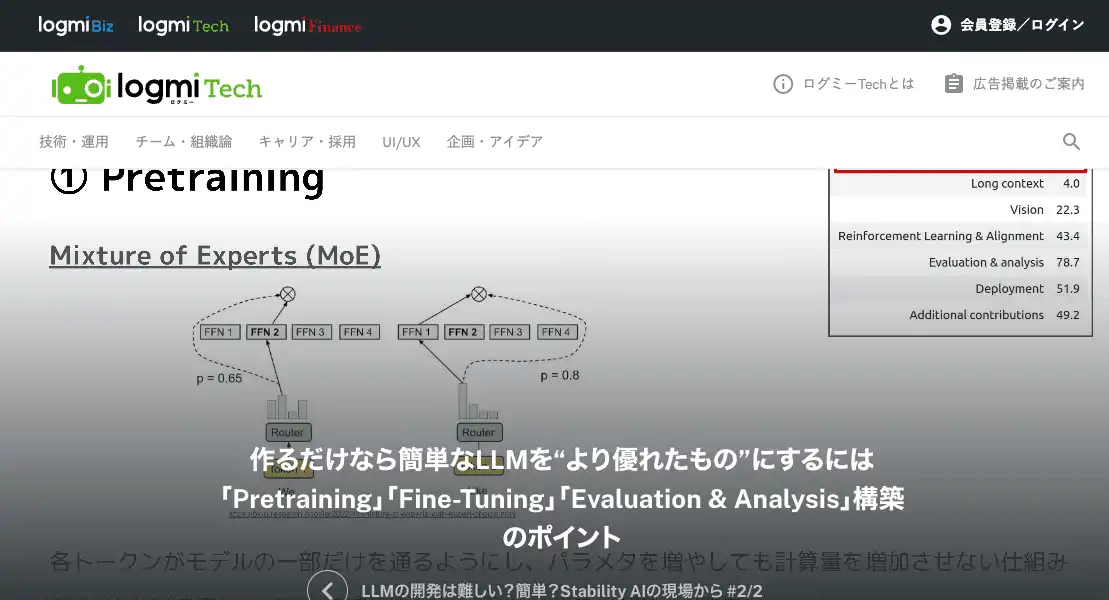 logmi Biz logmi Tech logmi Finance 会員登録／ログイン
logmi Tech
ログミー
ログミーTechとは 広告掲載のご案内
技術・運用 チーム・組織論 キャリア・採用 UI/UX 企画・アイデア
① Pretraining
Long context 4.0
Vision 22.3
Reinforcement Learning & Alignment 43.4
Evaluation & analysis 78.7
Deployment 51.9
Additional contributions 49.2
Mixture of Experts (MoE)
FFN 1 FFN 2 FFN 3 FFN 4 FFN 1 FFN 2 FFN 3 FFN 4
p = 0.65 p = 0.8
Router Router
作るだけなら簡単なLLMを“より優れたもの”にするには
「Pretraining」「Fine-Tuning」「Evaluation & Analysis」構築
のポイント
各トークンがモデルの一部だけを通るようにし、パラメタを増やしても計算量を増加させない仕組み
LLMの開発は難しい？簡単？Stability AIの現場から #2/2